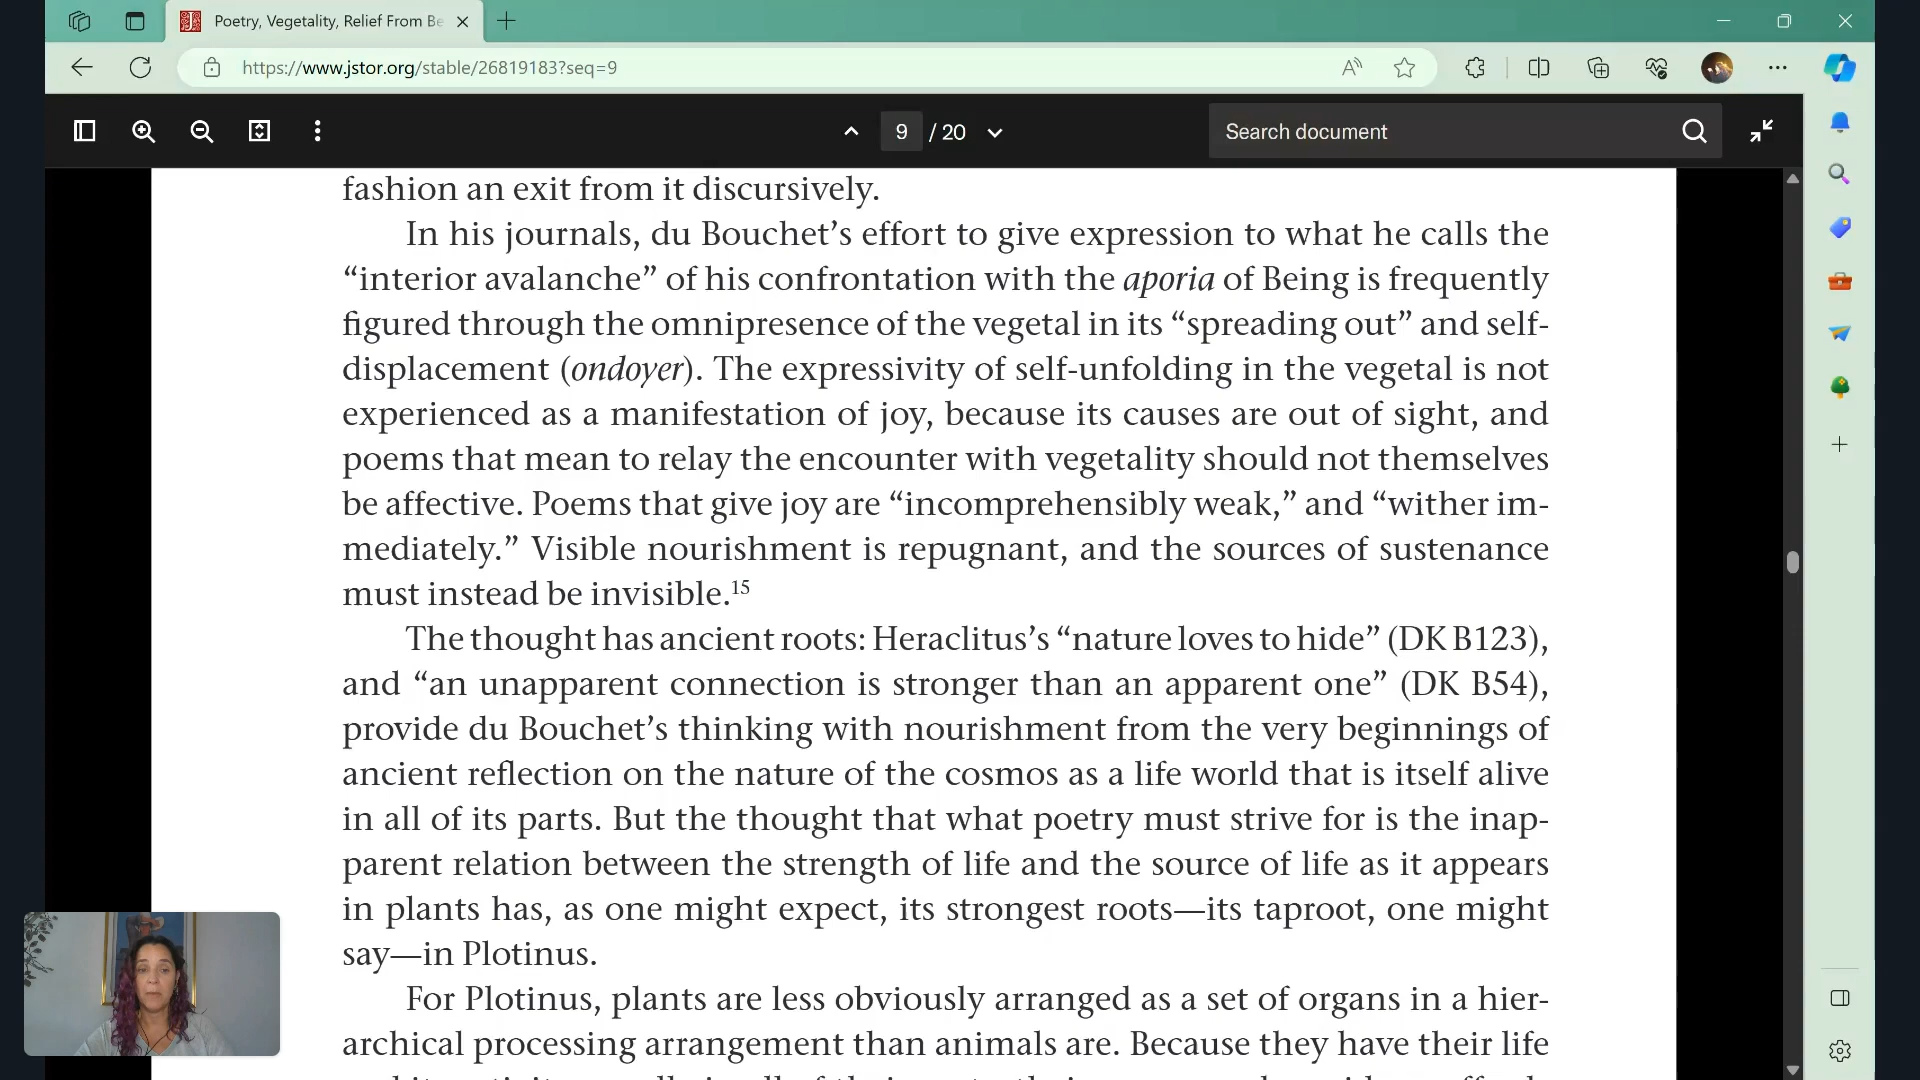 Poetry, Vegetality, Relief From Be
https://www.jstor.org/stable/26819183?seq=9
9 / 20
Search document
fashion an exit from it discursively.
In his journals, du Bouchet’s effort to give expression to what he calls the
“interior avalanche” of his confrontation with the aporia of Being is frequently
figured through the omnipresence of the vegetal in its “spreading out” and self-
displacement (ondoyer). The expressivity of self-unfolding in the vegetal is not
experienced as a manifestation of joy, because its causes are out of sight, and
poems that mean to relay the encounter with vegetality should not themselves
be affective. Poems that give joy are “incomprehensibly weak,” and “wither im-
mediately.” Visible nourishment is repugnant, and the sources of sustenance
must instead be invisible.15
The thought has ancient roots: Heraclitus’s “nature loves to hide” (DK B123),
and “an unapparent connection is stronger than an apparent one” (DK B54),
provide du Bouchet’s thinking with nourishment from the very beginnings of
ancient reflection on the nature of the cosmos as a life world that is itself alive
in all of its parts. But the thought that what poetry must strive for is the inap-
parent relation between the strength of life and the source of life as it appears
in plants has, as one might expect, its strongest roots—its taproot, one might
say—in Plotinus.
For Plotinus, plants are less obviously arranged as a set of organs in a hier-
archical processing arrangement than animals are. Because they have their life